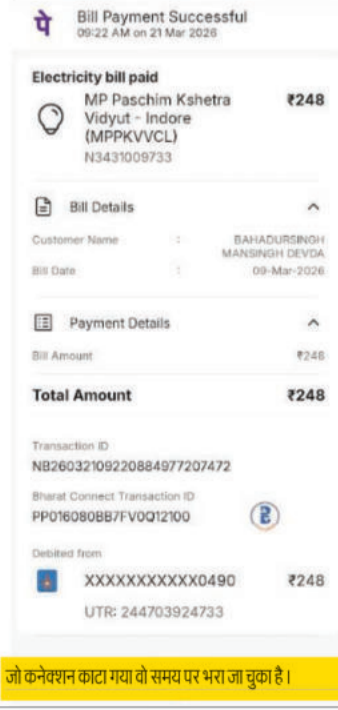 पे
Bill Payment Successful
09:22 AM on 21 Mar 2026
Electricity bill paid
MP Paschim Kshetra ₹248
Vidyut - Indore
(MPPKVVCL)
N3431009733
Bill Details
Customer Name : BAHADURSINGH
MANSINGH DEVDA
Bill Date : 09-Mar-2026
Payment Details
Bill Amount ₹248
Total Amount ₹248
Transaction ID
NB26032109220884977207472
Bharat Connect Transaction ID
PP016080BB7FV0Q12100
Debited from
XXXXXXXXXXX0490 ₹248
UTR: 244703924733
जो कनेक्शन काटा गया वो समय पर भरा जा चुका है।